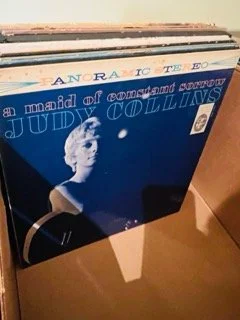 PANORAMIC STEREO
a maid of constant sorrow
JUDY COLLINS